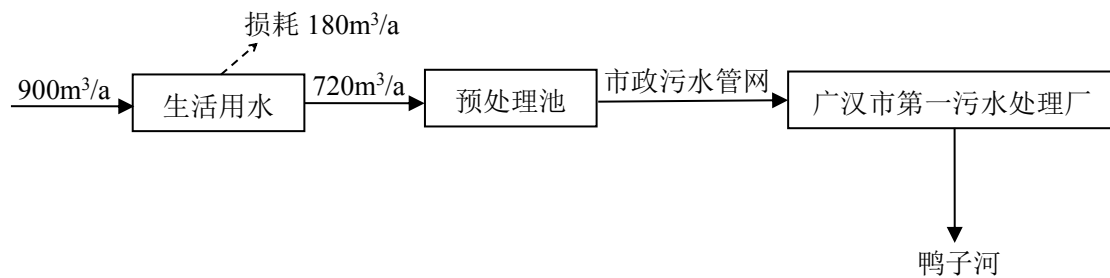 损耗 180m³/a
900m³/a
生活用水
720m³/a
预处理池
市政污水管网
广汉市第一污水处理厂
鸭子河